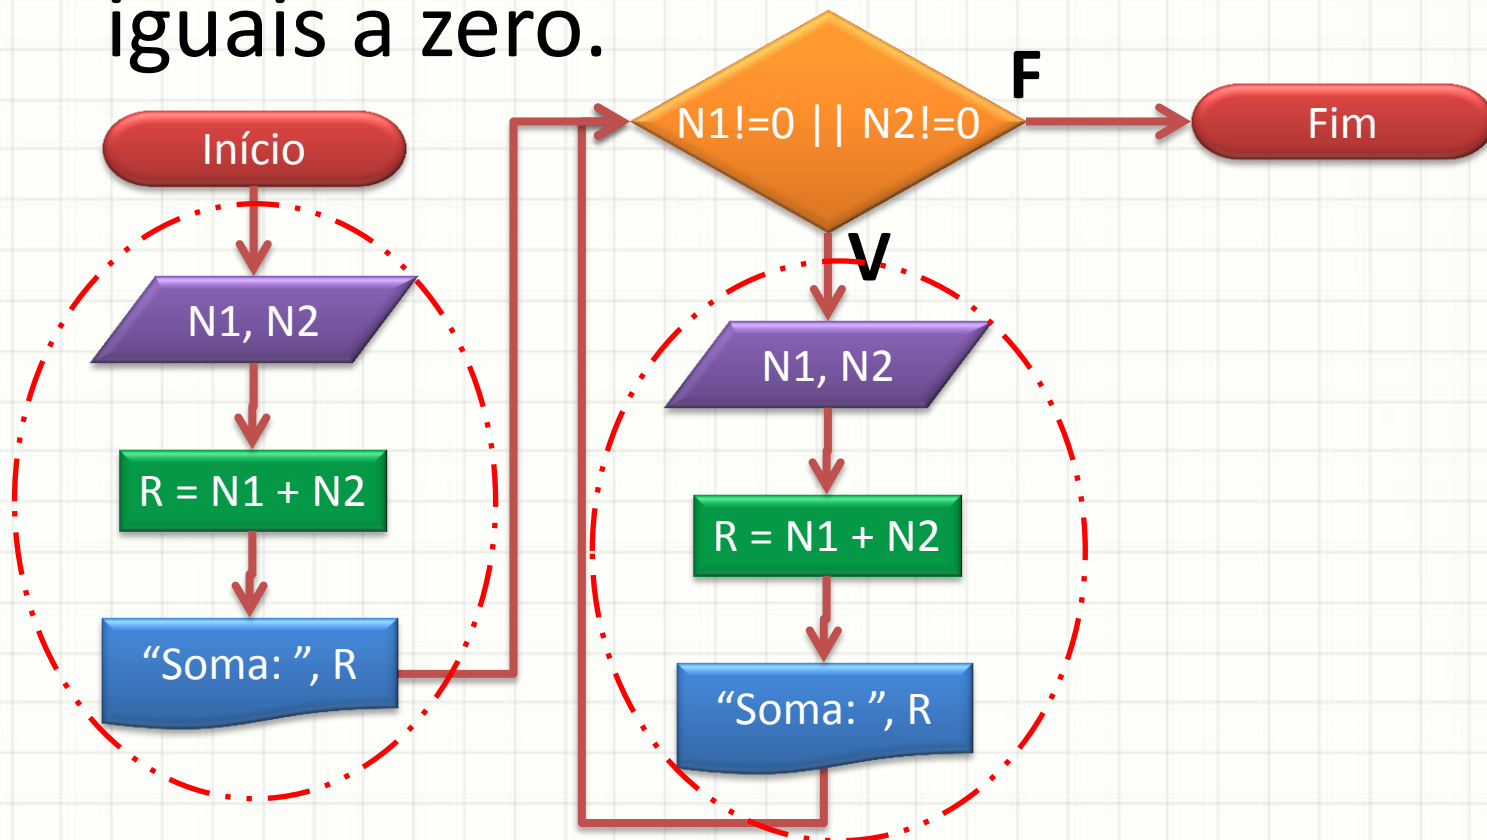 iguais a zero.
Início
N1, N2
R = N1 + N2
“Soma: ”, R
N1!=0 || N2!=0
F
Fim
V
N1, N2
R = N1 + N2
“Soma: ”, R